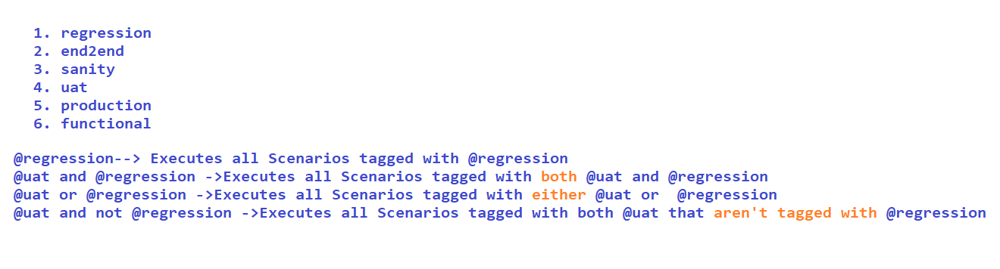 1. regression
2. end2end
3. sanity
4. uat
5. production
6. functional
@regression--> Executes all Scenarios tagged with @regression
@uat and @regression ->Executes all Scenarios tagged with both @uat and @regression
@uat or @regression ->Executes all Scenarios tagged with either @uat or  @regression
@uat and not @regression ->Executes all Scenarios tagged with both @uat that aren't tagged with @regression